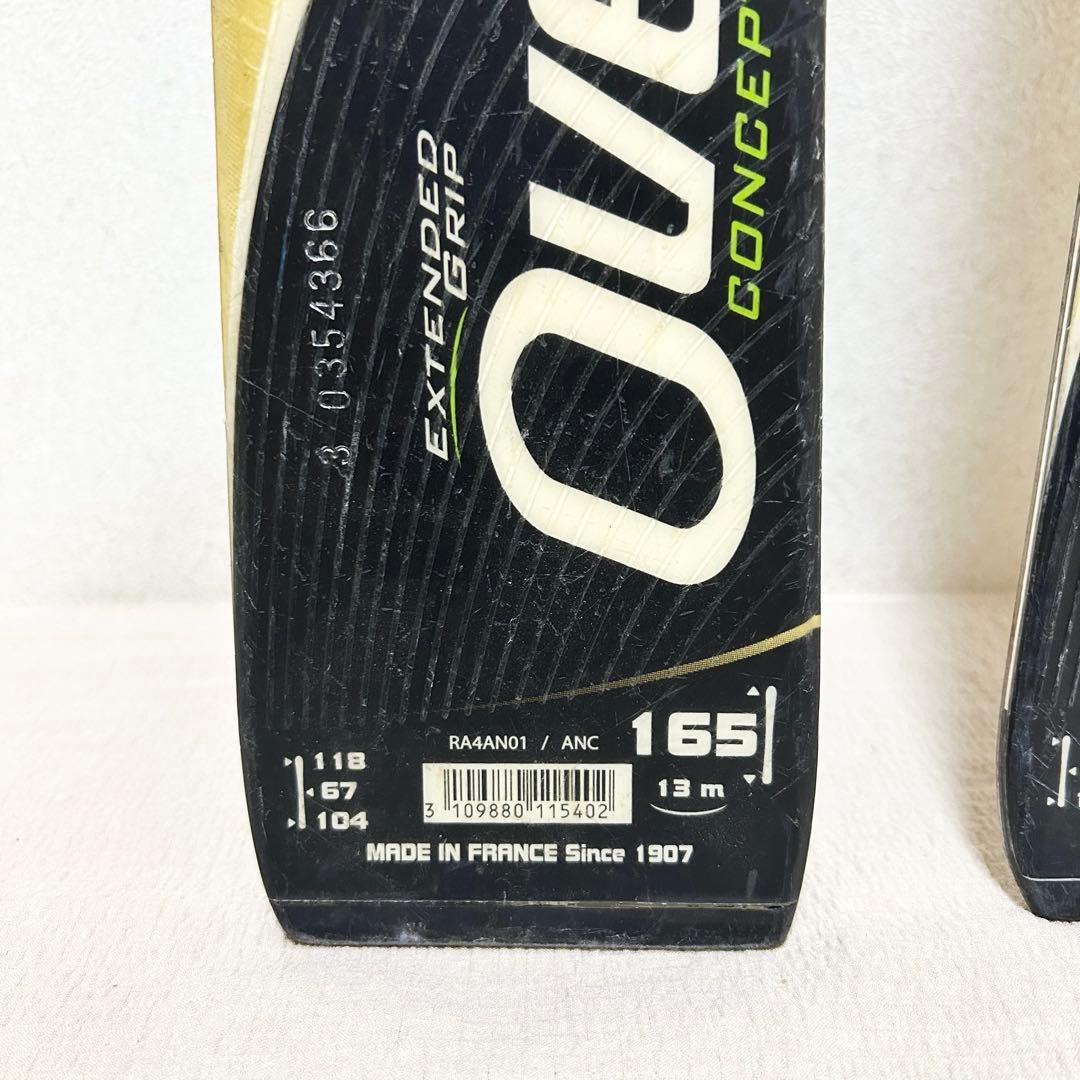 OVE
CONCEP
EXTENDED
GRIP
3 0354366
RA4AN01 / ANC
165
118
67
104
3 109880 115402
13 m
MADE IN FRANCE Since 1907